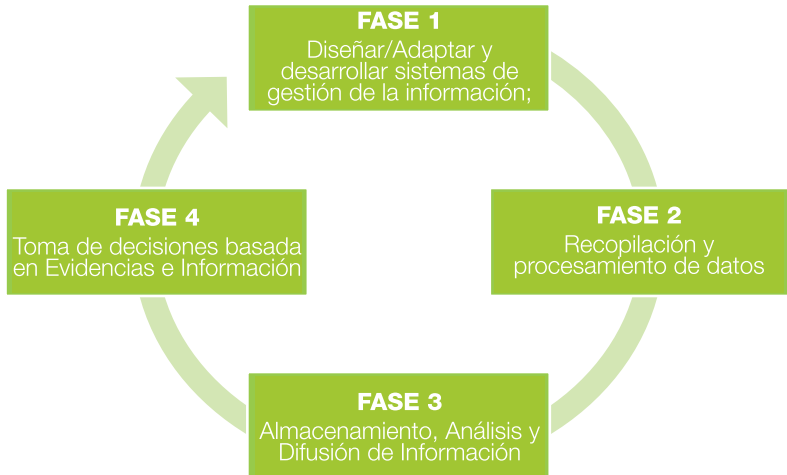 FASE 1
Diseñar/Adaptar y
desarrollar sistemas de
gestión de la información;
FASE 2
Recopilación y
procesamiento de datos
FASE 3
Almacenamiento, Análisis y
Difusión de Información
FASE 4
Toma de decisiones basada
en Evidencias e Información